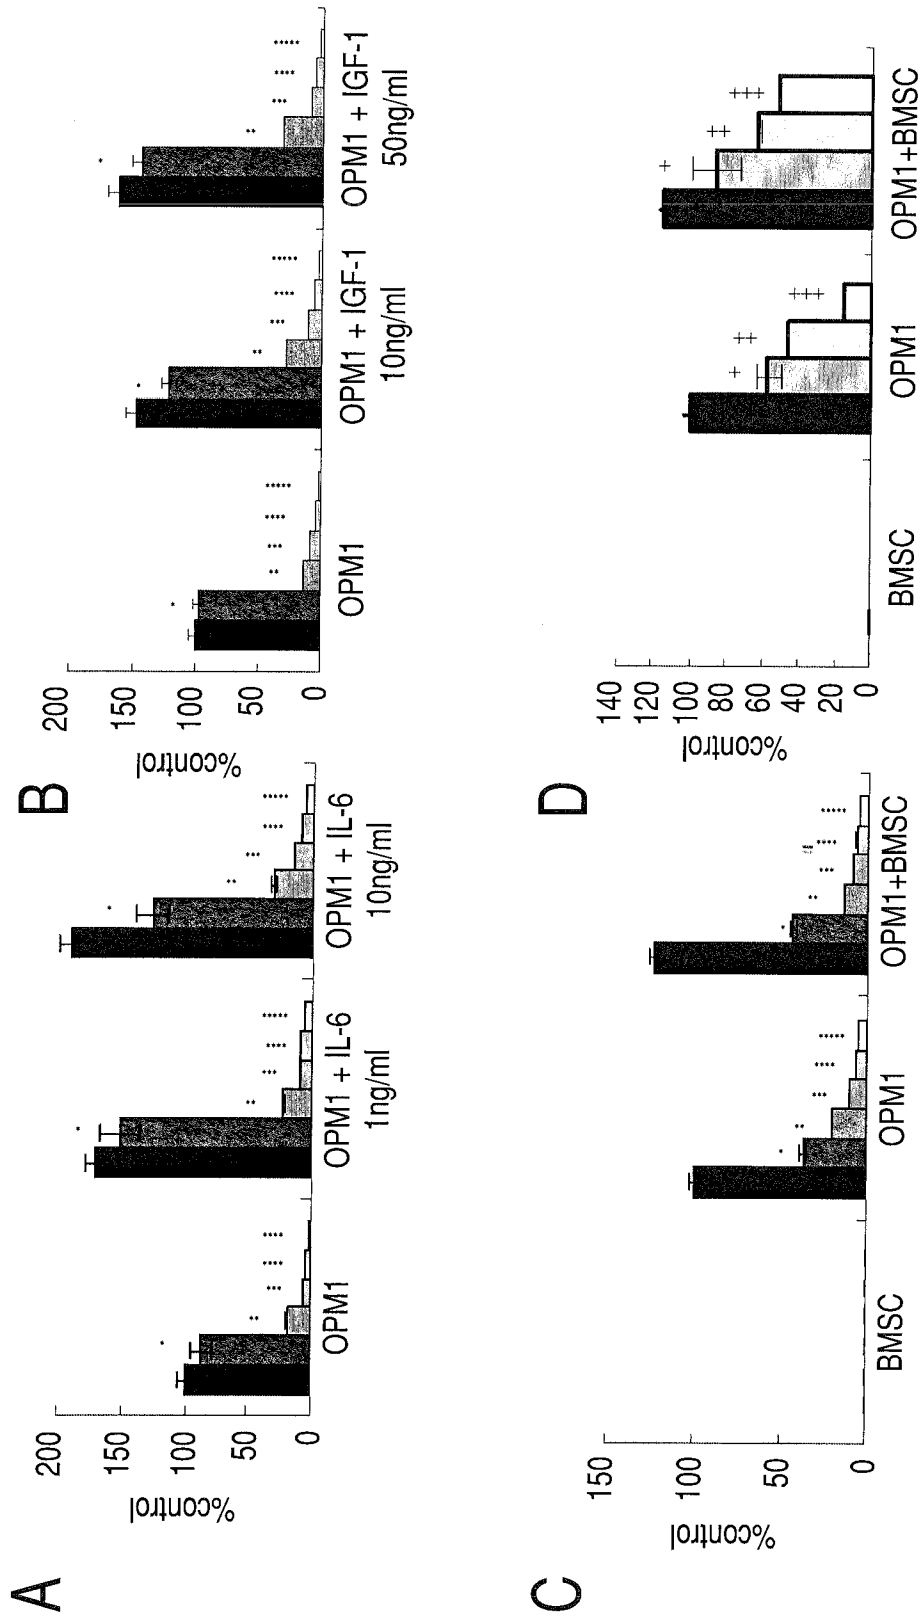 A
%control
200
150
100
50
0
*
**
***
****
****
*
**
***
****
*****
*
**
***
****
*****
OPM1
OPM1 + IL-6
1ng/ml
OPM1 + IL-6
10ng/ml
B
%control
200
150
100
50
0
*
**
***
****
*****
*
**
***
****
*****
*
**
***
****
*****
OPM1
OPM1 + IGF-1
10ng/ml
OPM1 + IGF-1
50ng/ml
C
%control
150
100
50
0
*
**
***
****
*****
*
**
***
****
*****
BMSC
OPM1
OPM1+BMSC
D
%control
140
120
100
80
60
40
20
0
+
++
+++
+
++
+++
BMSC
OPM1
OPM1+BMSC